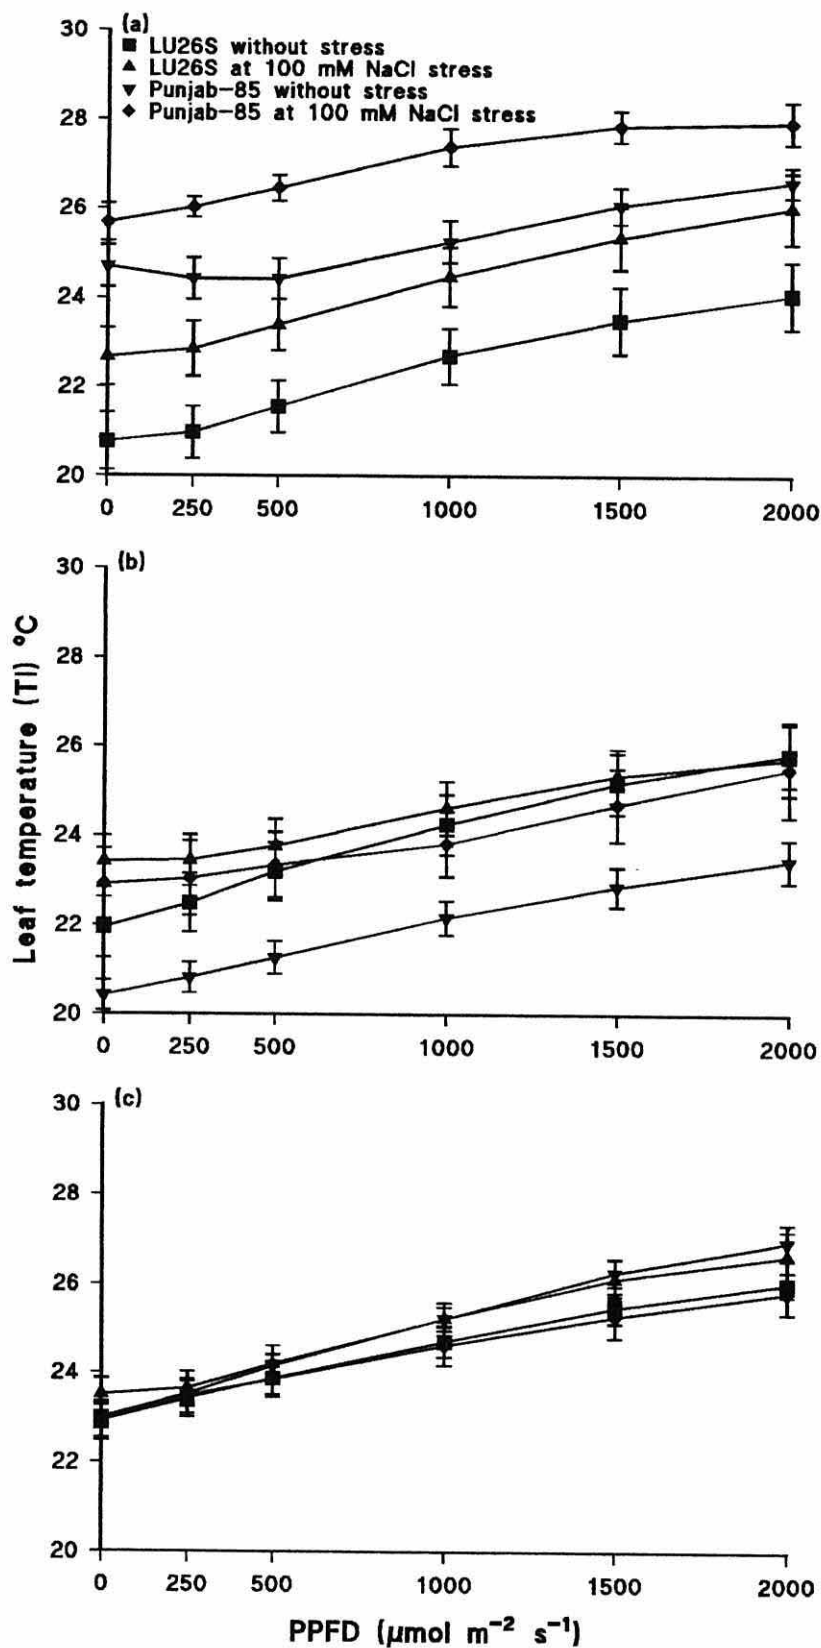 (a)
LU26S without stress
LU26S at 100 mM NaCl stress
Punjab-85 without stress
Punjab-85 at 100 mM NaCl stress
30
28
26
24
22
20
0 250 500 1000 1500 2000
(b)
30
28
26
24
22
20
0 250 500 1000 1500 2000
Leaf temperature (Tl) °C
(c)
30
28
26
24
22
20
0 250 500 1000 1500 2000
PPFD (μmol m⁻² s⁻¹)